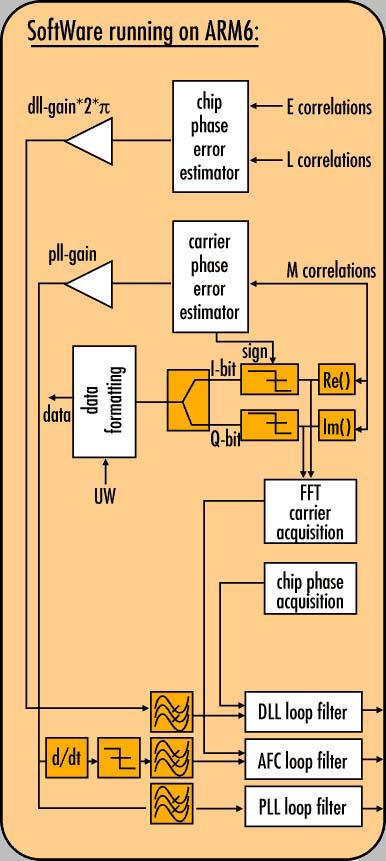 SoftWare running on ARM6:
dll-gain*2*π
chip
phase
error
estimator
E correlations
L correlations
pll-gain
carrier
phase
error
estimator
M correlations
sign
I-bit
Re()
data
formatting
data
Q-bit
Im()
UW
FFT
carrier
acquisition
chip phase
acquisition
DLL loop filter
d/dt
AFC loop filter
PLL loop filter